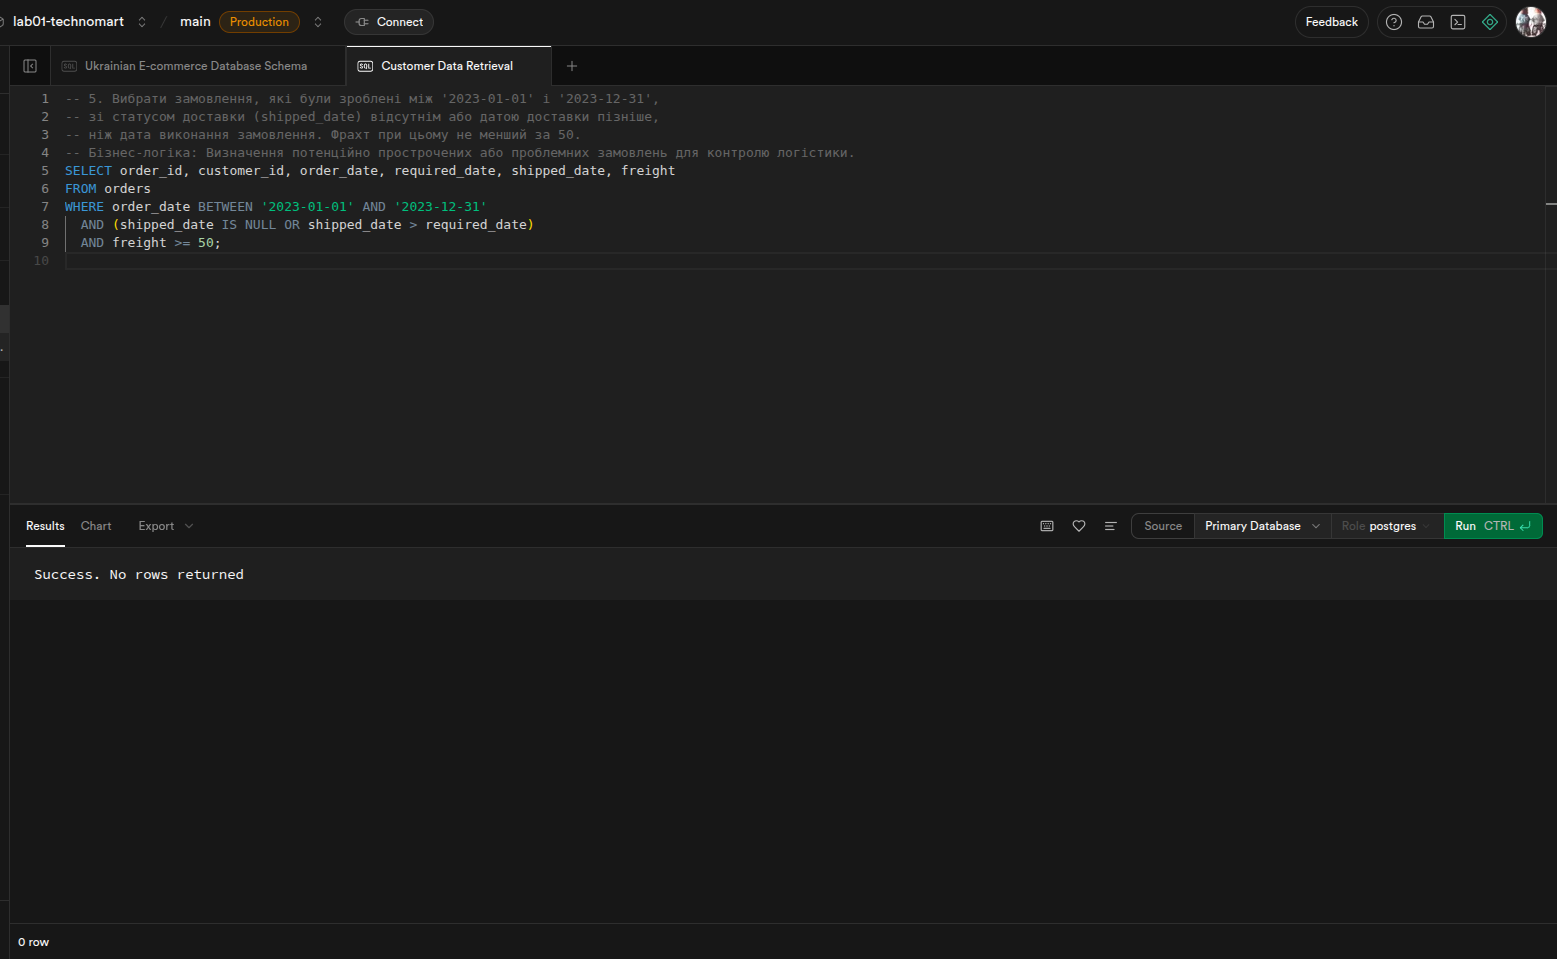 lab01-technomart / main Production Connect Feedback
Ukrainian E-commerce Database Schema Customer Data Retrieval
1 -- 5. Вибрати замовлення, які були зроблені між '2023-01-01' і '2023-12-31',
2 -- зі статусом доставки (shipped_date) відсутнім або датою доставки пізніше,
3 -- ніж дата виконання замовлення. Фрахт при цьому не менший за 50.
4 -- Бізнес-логіка: Визначення потенційно прострочених або проблемних замовлень для контролю логістики.
5 SELECT order_id, customer_id, order_date, required_date, shipped_date, freight
6 FROM orders
7 WHERE order_date BETWEEN '2023-01-01' AND '2023-12-31'
8 AND (shipped_date IS NULL OR shipped_date > required_date)
9 AND freight >= 50;
10
Results Chart Export Source Primary Database Role postgres Run CTRL
Success. No rows returned
0 row